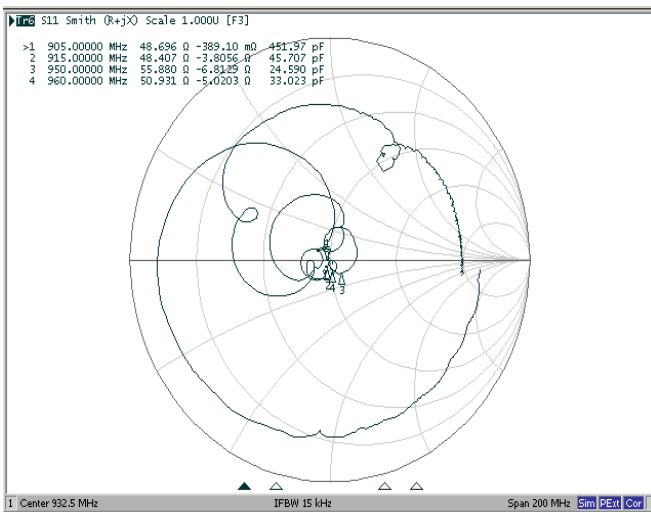 Tr6 S11 Smith (R+jX) Scale 1.000U [F3]
>1 905.00000 MHz 48.696 Ω -389.10 mΩ 451.97 pF
2 915.00000 MHz 48.407 Ω -3.8056 Ω 45.707 pF
3 950.00000 MHz 55.880 Ω -6.8129 Ω 24.590 pF
4 960.00000 MHz 50.931 Ω -5.0203 Ω 33.023 pF
4 3
1 Center 932.5 MHz IFBW 15 kHz Span 200 MHz Sim PExt Cor